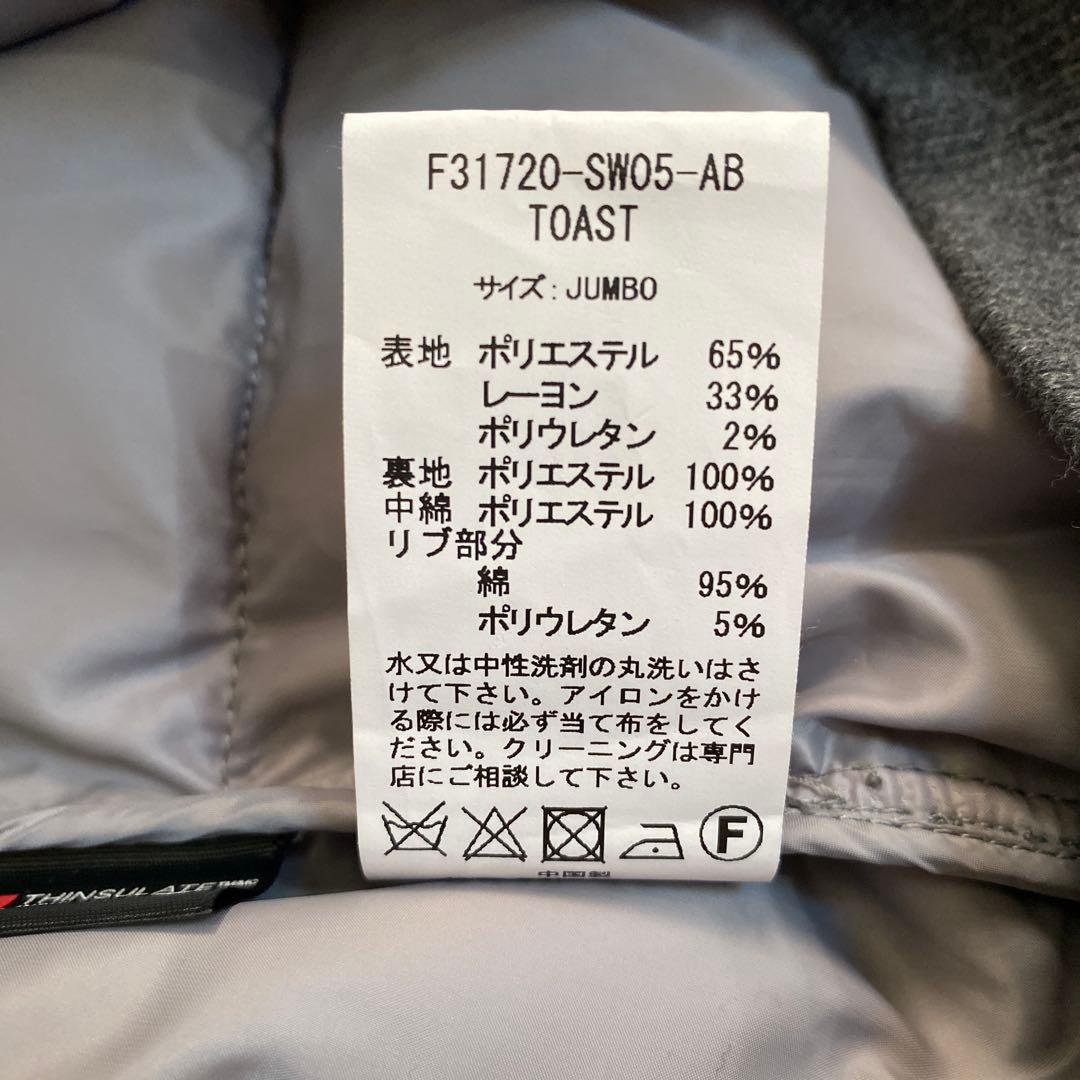 F31720-SW05-AB
TOAST
サイズ: JUMBO
表地 ポリエステル 65%
レーヨン 33%
ポリウレタン 2%
裏地 ポリエステル 100%
中綿 ポリエステル 100%
リブ部分
綿 95%
ポリウレタン 5%
水又は中性洗剤の丸洗いはさ
けて下さい。アイロンをかけ
る際には必ず当て布をしてく
ださい。クリーニングは専門
店にご相談して下さい。
F
中国製
THINSULATE